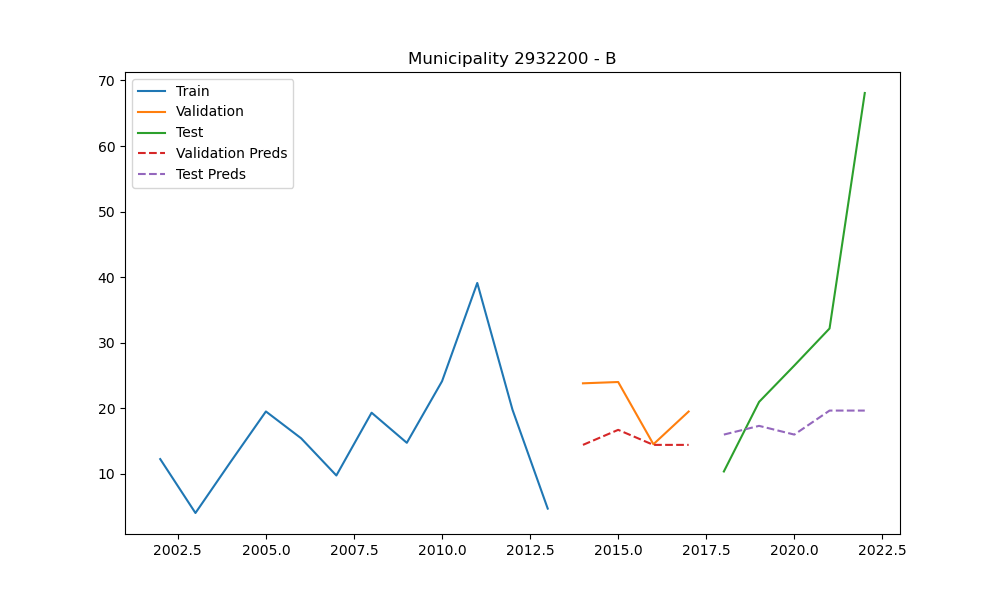 Municipality 2932200 - B
Train
Validation
Test
Validation Preds
Test Preds
70
60
50
40
30
20
10
2002.5 2005.0 2007.5 2010.0 2012.5 2015.0 2017.5 2020.0 2022.5